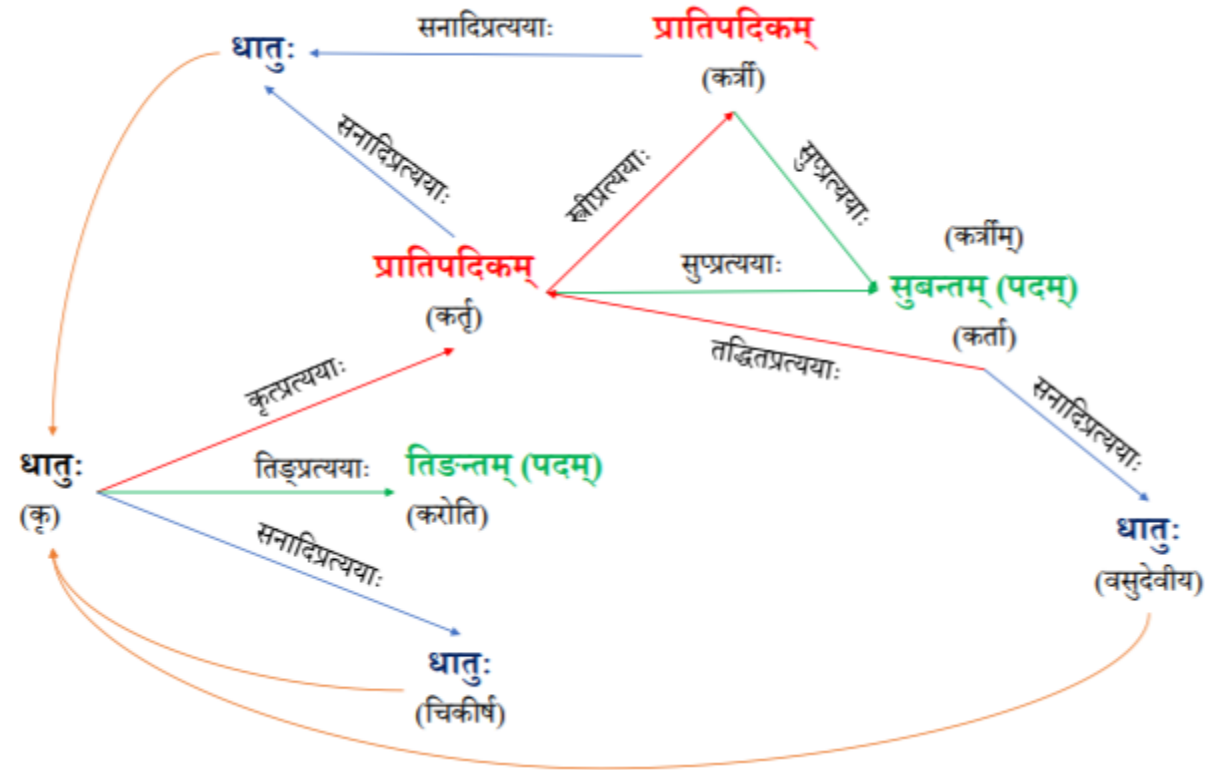 सनादिप्रत्ययाः
प्रातिपदिकम्
धातुः
(कर्त्री)
सनादिप्रत्ययाः
स्त्रीप्रत्ययाः
सुप्प्रत्ययाः
(कर्त्रीम्)
प्रातिपदिकम्
सुप्प्रत्ययाः
सुबन्तम् (पदम्)
(कर्तृ)
(कर्ता)
तद्धितप्रत्ययाः
कृत्प्रत्ययाः
सनादिप्रत्ययाः
धातुः
तिङ्प्रत्ययाः
तिङन्तम् (पदम्)
(कृ)
(करोति)
धातुः
सनादिप्रत्ययाः
(वसुदेवीय)
धातुः
(चिकीर्ष)